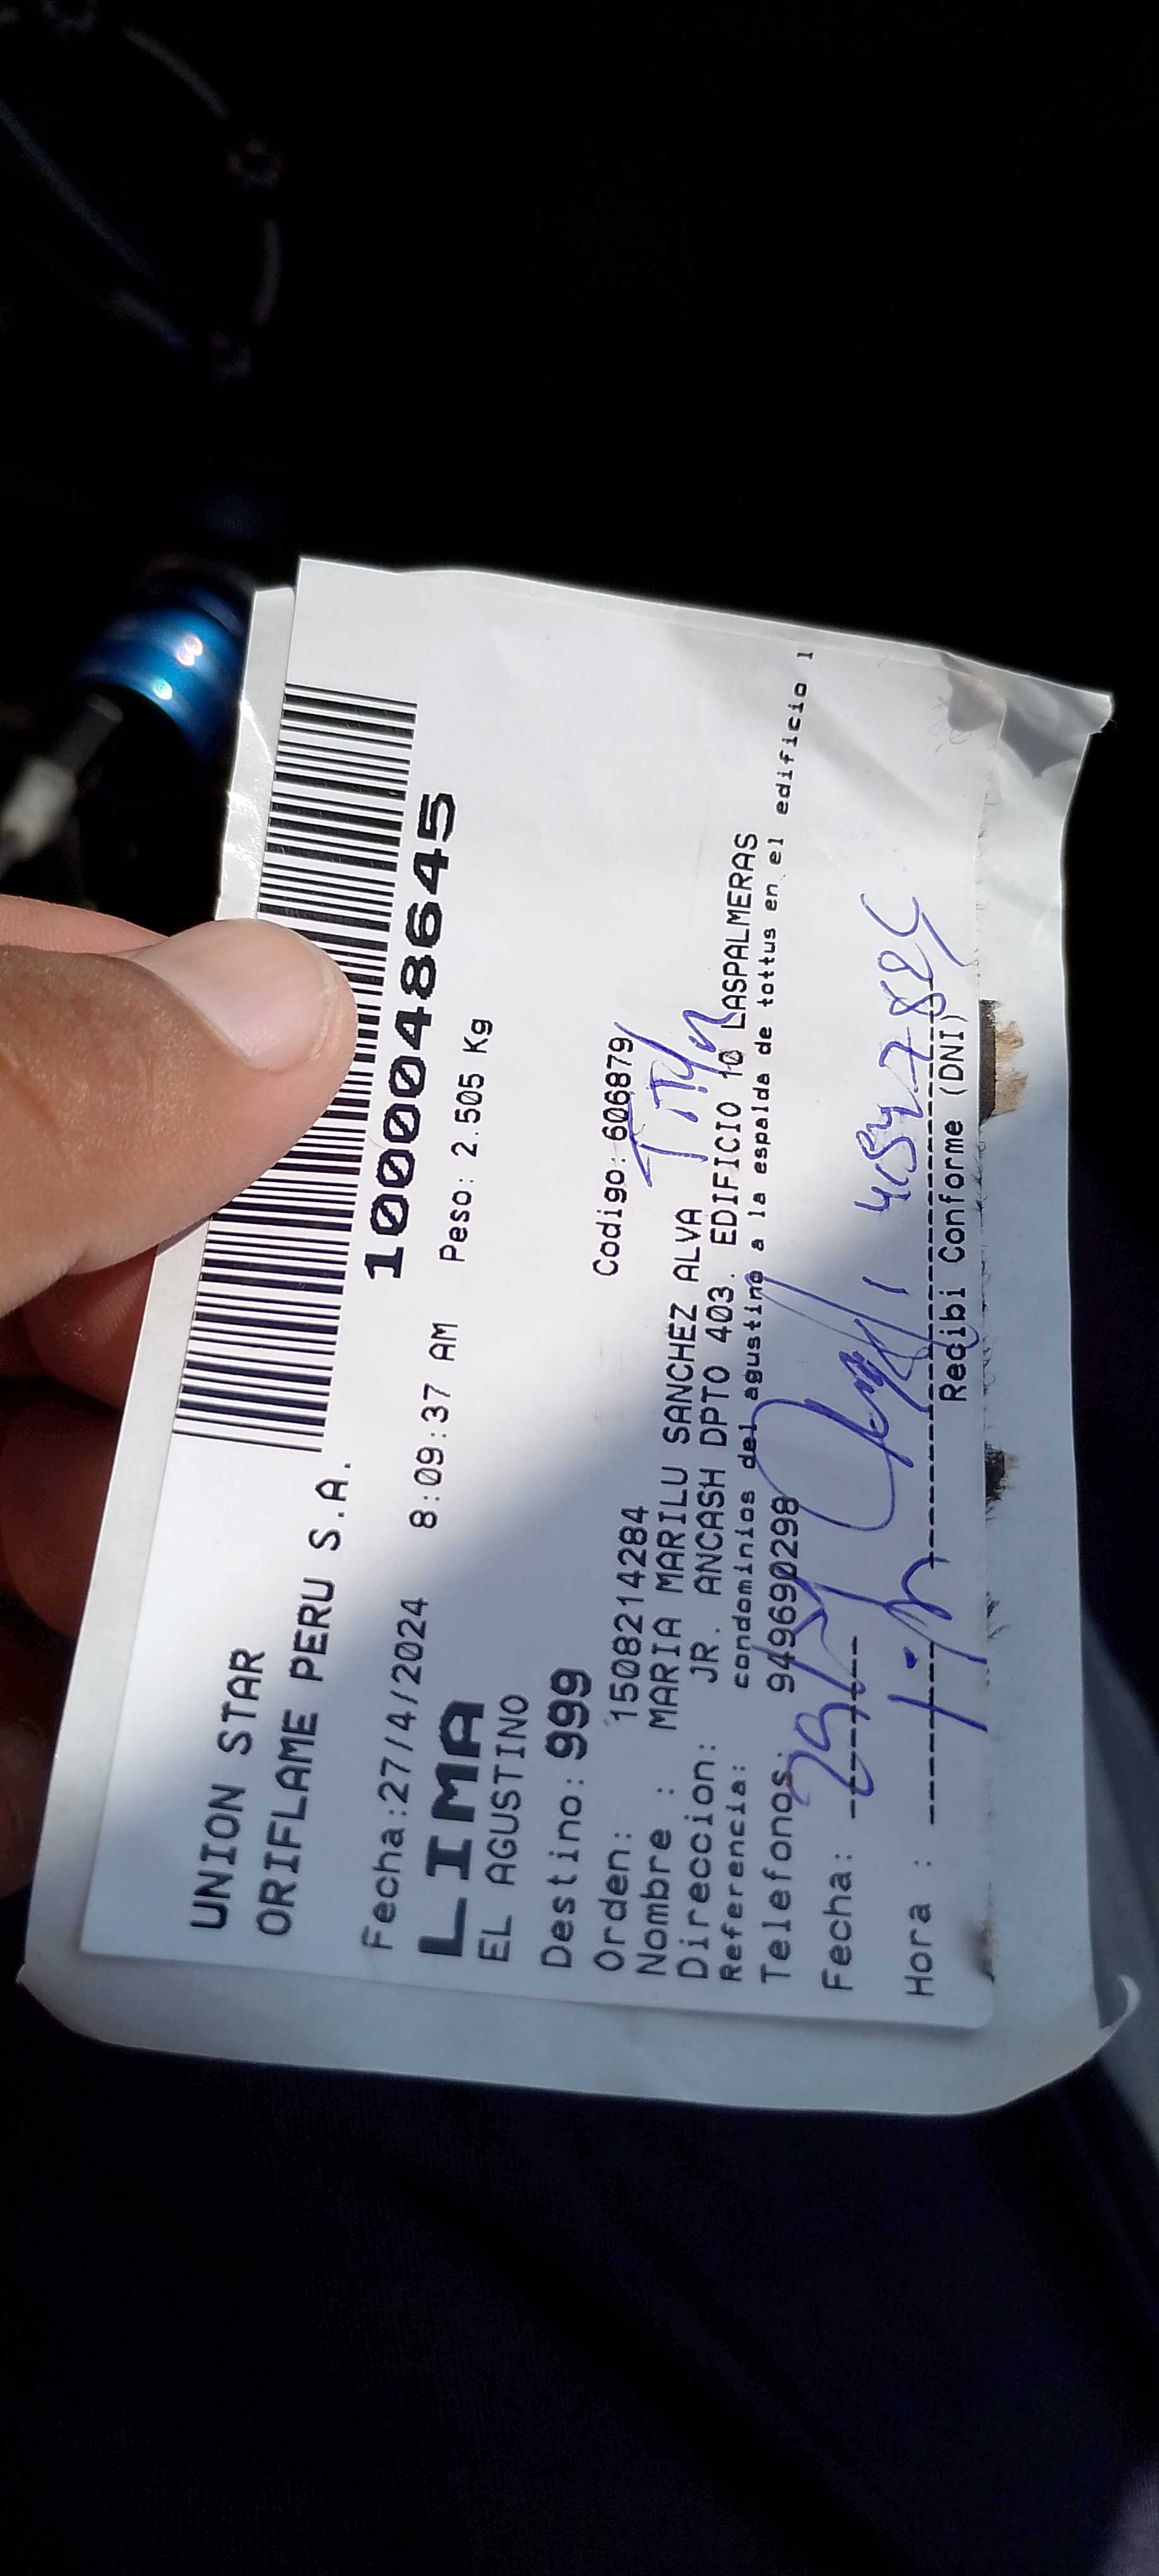 UNION STAR
ORIFLAME PERU S.A.
1000048645
Fecha:27/4/2024 8:09:37 AM Peso: 2.505 Kg
LIMA
EL AGUSTINO
Destino: 999
Orden: 1508214284 Codigo: 606879
Nombre : MARIA MARILU SANCHEZ ALVA
Direccion: JR. ANCASH DPTO 403. EDIFICIO 10 LASPALMERAS
Referencia: condominios del agustino a la espalda de tottus en el edificio 1
Telefonos: 949690298
Fecha:
Hora :
Recibi Conforme (DNI)